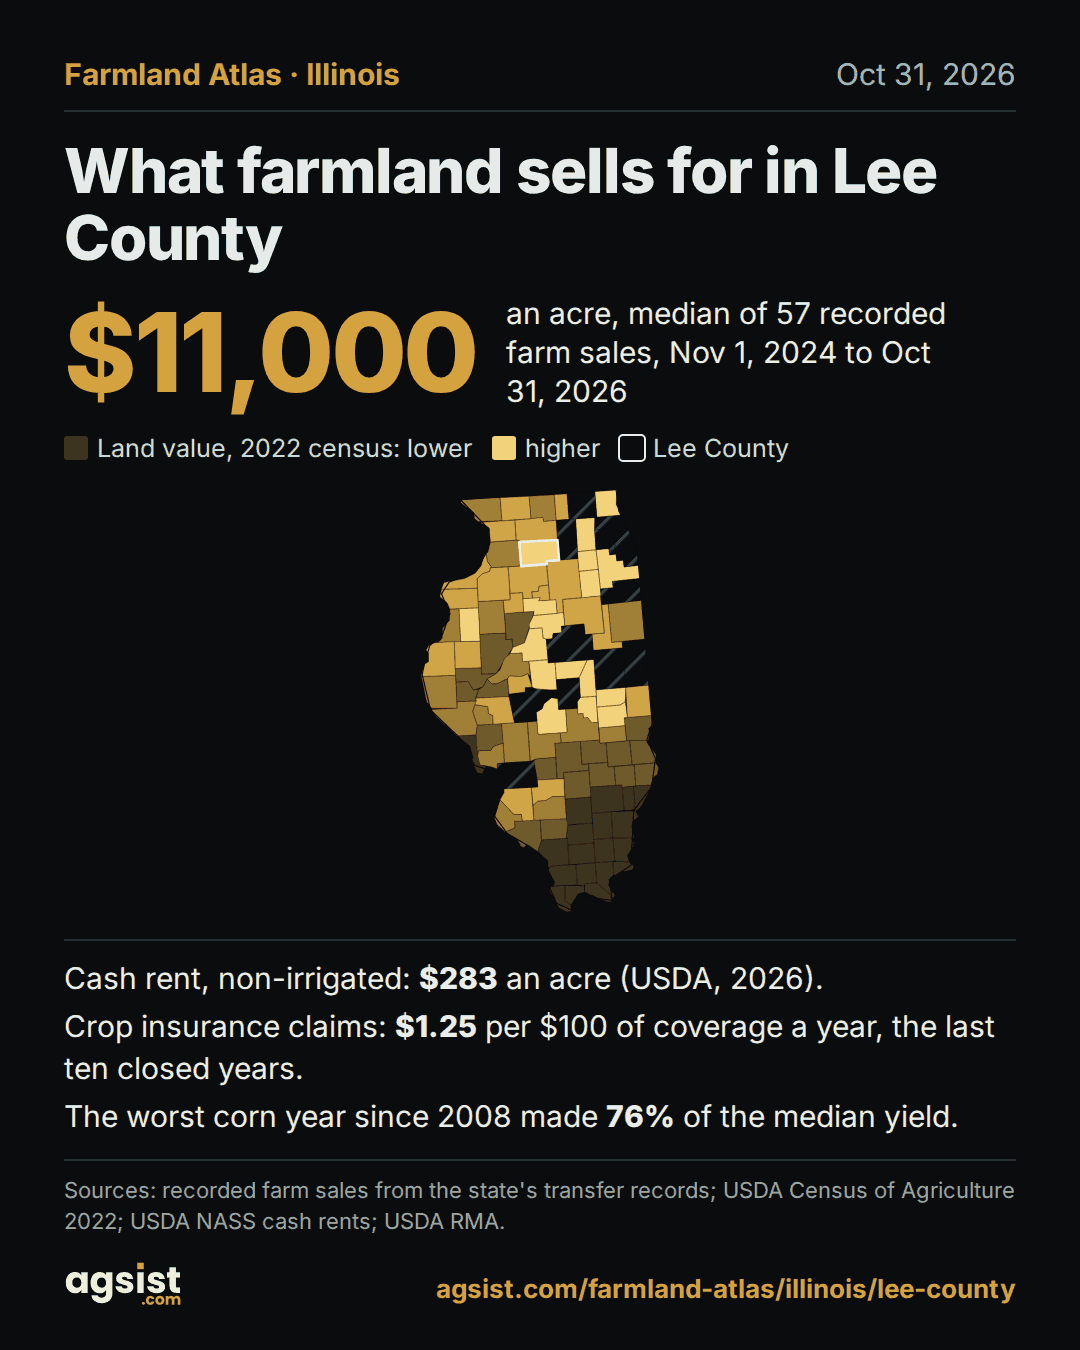 Farmland Atlas · Illinois
Oct 31, 2026
What farmland sells for in Lee
County
$11,000
an acre, median of 57 recorded
farm sales, Nov 1, 2024 to Oct
31, 2026
Land value, 2022 census: lower
higher
Lee County
Cash rent, non-irrigated: $283 an acre (USDA, 2026).
Crop insurance claims: $1.25 per $100 of coverage a year, the last
ten closed years.
The worst corn year since 2008 made 76% of the median yield.
Sources: recorded farm sales from the state's transfer records; USDA Census of Agriculture
2022; USDA NASS cash rents; USDA RMA.
agsist
.com
agsist.com/farmland-atlas/illinois/lee-county